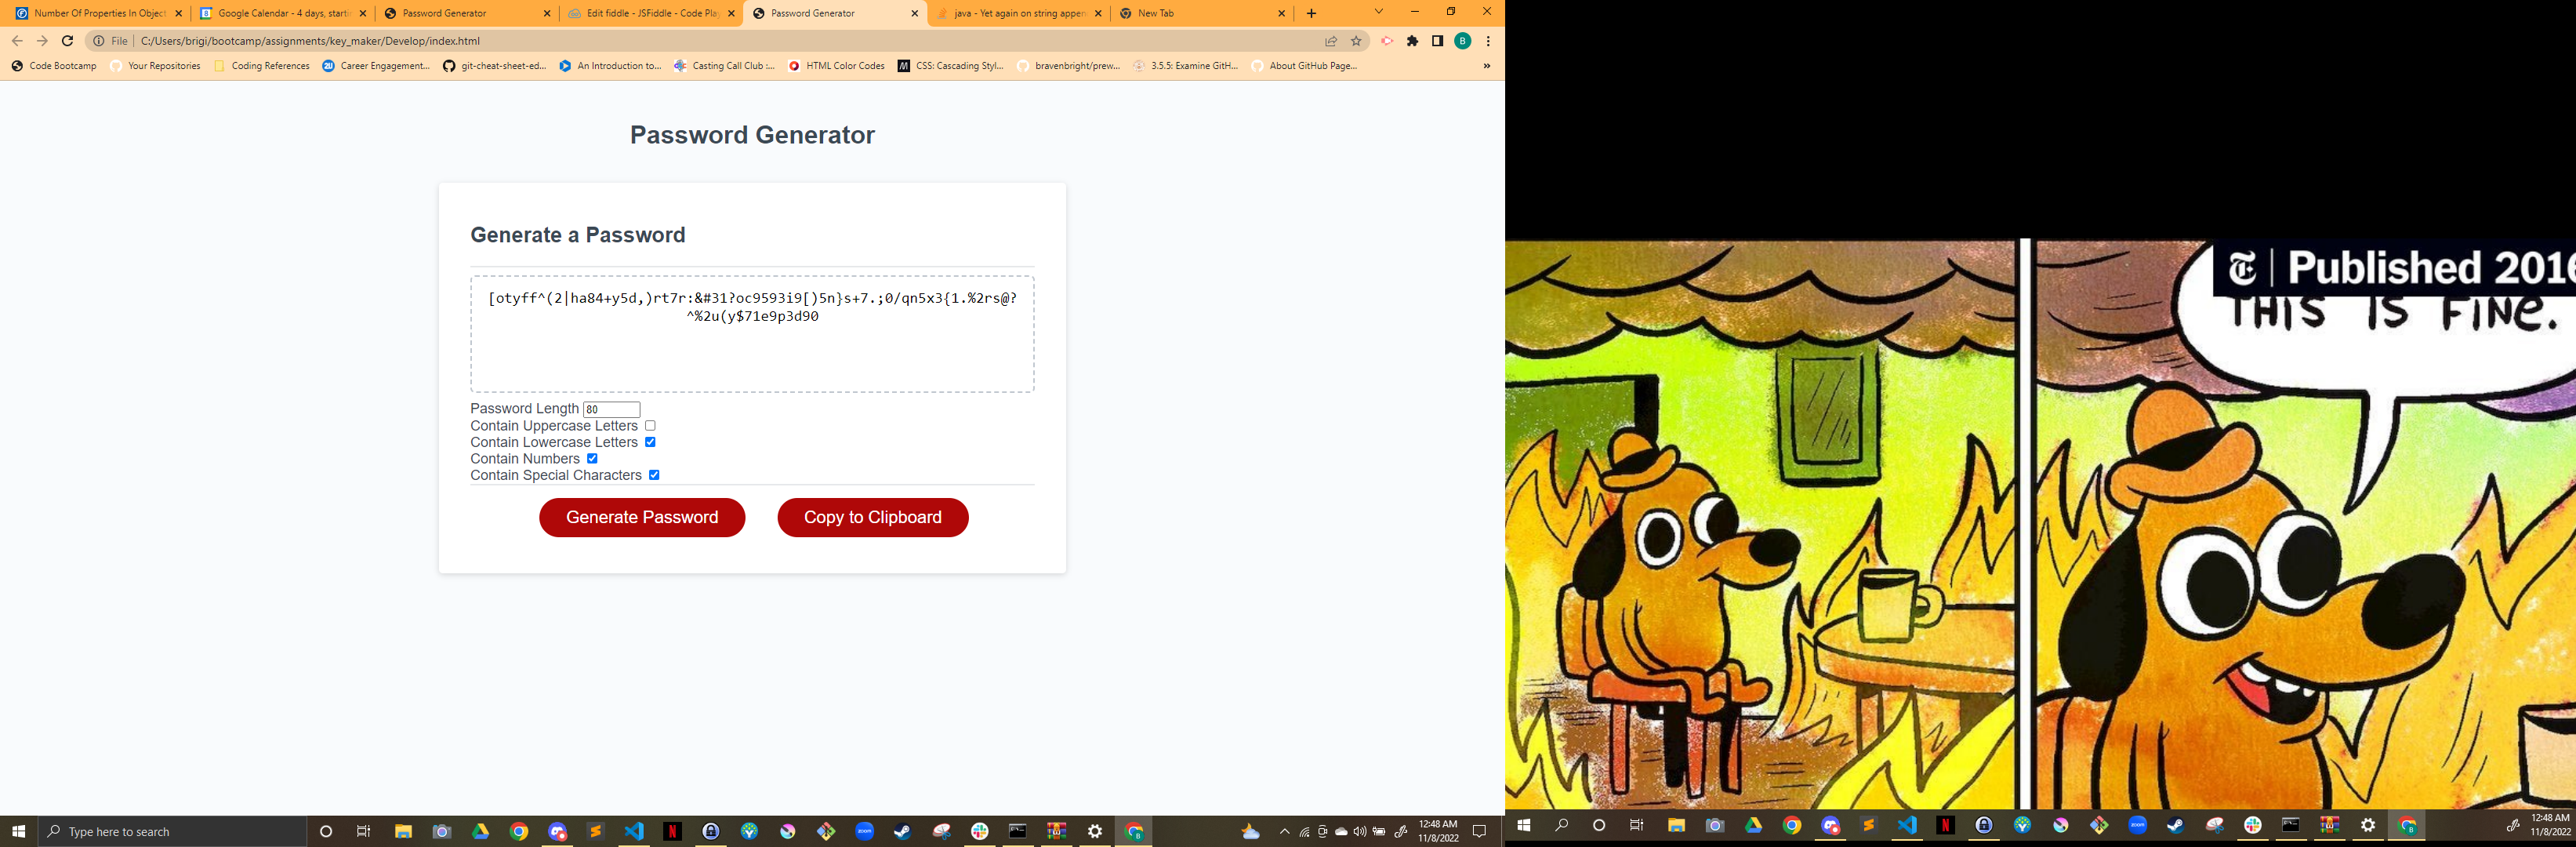 Number Of Properties In Object
Google Calendar - 4 days, starti
Password Generator
Edit fiddle - JSFiddle - Code Play
Password Generator
java - Yet again on string appen
New Tab
File
C:/Users/brigi/bootcamp/assignments/key_maker/Develop/index.html
B
Code Bootcamp
Your Repositories
Coding References
2U
Career Engagement...
git-cheat-sheet-ed...
An Introduction to...
Casting Call Club :...
HTML Color Codes
CSS: Cascading Styl...
bravenbright/prew...
3.5.5: Examine GitH...
About GitHub Page...
»
Password Generator
Generate a Password
[otyff^(2|ha84+y5d,)rt7r:&#31?oc9593i9[)5n}s+7.;0/qn5x3{1.%2rs@?
^%2u(y$71e9p3d90
Password Length 80
Contain Uppercase Letters
Contain Lowercase Letters
Contain Numbers
Contain Special Characters
Generate Password
Copy to Clipboard
T | Published 2016
THIS IS FINE.
Type here to search
12:48 AM
11/8/2022
12:48 AM
11/8/2022